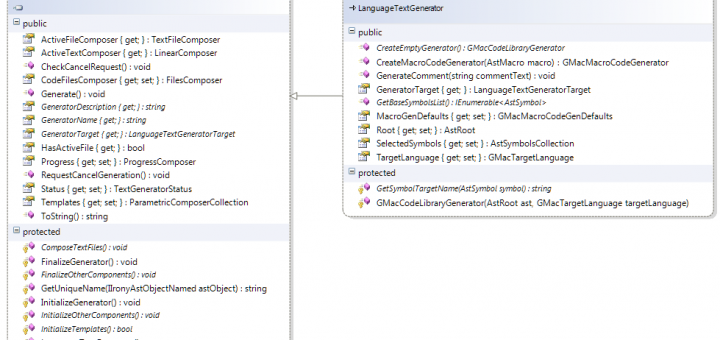 public
ActiveFileComposer { get; } : TextFileComposer
ActiveTextComposer { get; } : LinearComposer
CheckCancelRequest() : void
CodeFilesComposer { get; set; } : FilesComposer
Generate() : void
GeneratorDescription { get; } : string
GeneratorName { get; } : string
GeneratorTarget { get; } : LanguageTextGeneratorTarget
HasActiveFile { get; } : bool
Progress { get; set; } : ProgressComposer
RequestCancelGeneration() : void
Status { get; set; } : TextGeneratorStatus
Templates { get; set; } : ParametricComposerCollection
ToString() : string
protected
ComposeTextFiles() : void
FinalizeGenerator() : void
FinalizeOtherComponents() : void
GetUniqueName(IIronyAstObjectNamed astObject) : string
InitializeGenerator() : void
InitializeOtherComponents() : void
InitializeTemplates() : bool
LanguageTextGenerator
public
CreateEmptyGenerator() : GMacCodeLibraryGenerator
CreateMacroCodeGenerator(AstMacro macro) : GMacMacroCodeGenerator
GenerateComment(string commentText) : void
GeneratorTarget { get; } : LanguageTextGeneratorTarget
GetBaseSymbolsList() : IEnumerable<AstSymbol>
MacroGenDefaults { get; set; } : GMacMacroCodeGenDefaults
Root { get; set; } : AstRoot
SelectedSymbols { get; set; } : AstSymbolsCollection
TargetLanguage { get; set; } : GMacTargetLanguage
protected
GetSymbolTargetName(AstSymbol symbol) : string
GMacCodeLibraryGenerator(AstRoot ast, GMacTargetLanguage targetLanguage)